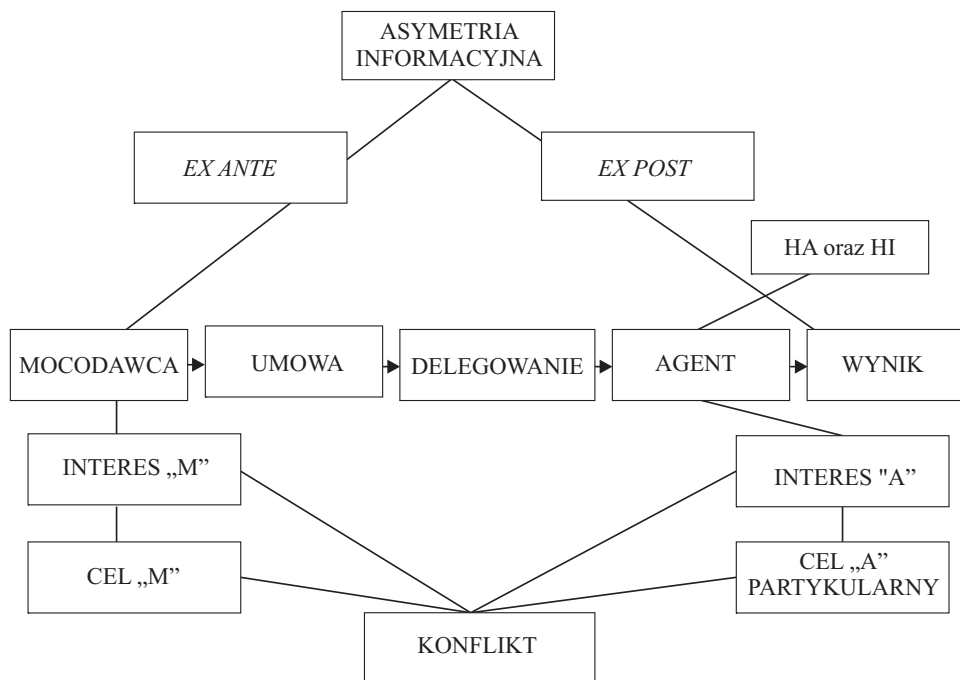 ASYMETRIA
INFORMACYJNA
EX ANTE
EX POST
HA oraz HI
MOCODAWCA
UMOWA
DELEGOWANIE
AGENT
WYNIK
INTERES „M”
INTERES "A”
CEL „M”
CEL „A”
PARTYKULARNY
KONFLIKT